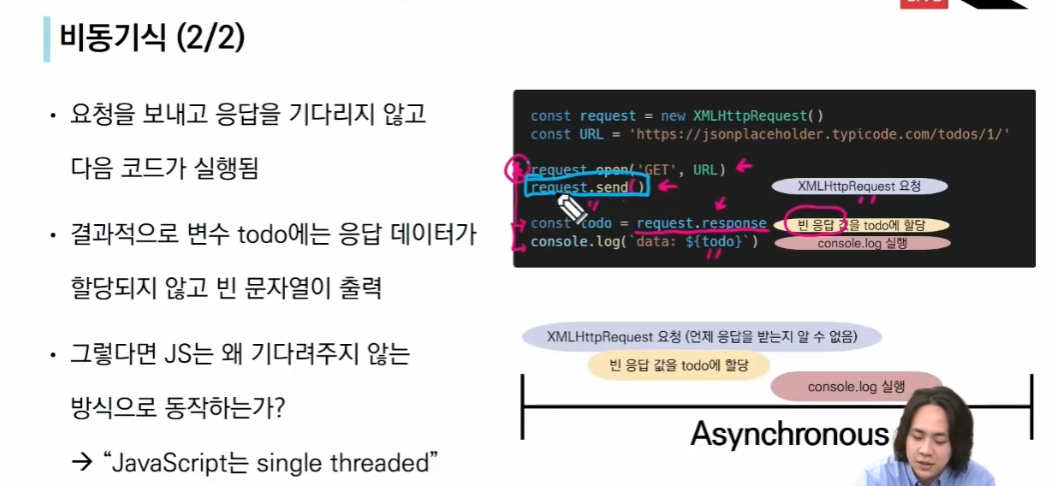 비동기식 (2/2)
• 요청을 보내고 응답을 기다리지 않고
다음 코드가 실행됨
• 결과적으로 변수 todo에는 응답 데이터가
할당되지 않고 빈 문자열이 출력
• 그렇다면 JS는 왜 기다려주지 않는
방식으로 동작하는가?
→ “JavaScript는 single threaded”
const request = new XMLHttpRequest()
const URL = 'https://jsonplaceholder.typicode.com/todos/1/'
request.open('GET', URL)
request.send()
XMLHttpRequest 요청
const todo = request.response
빈 응답 값을 todo에 할당
console.log(`data: ${todo}`)
console.log 실행
XMLHttpRequest 요청 (언제 응답을 받는지 알 수 없음)
빈 응답 값을 todo에 할당
console.log 실행
Asynchronous